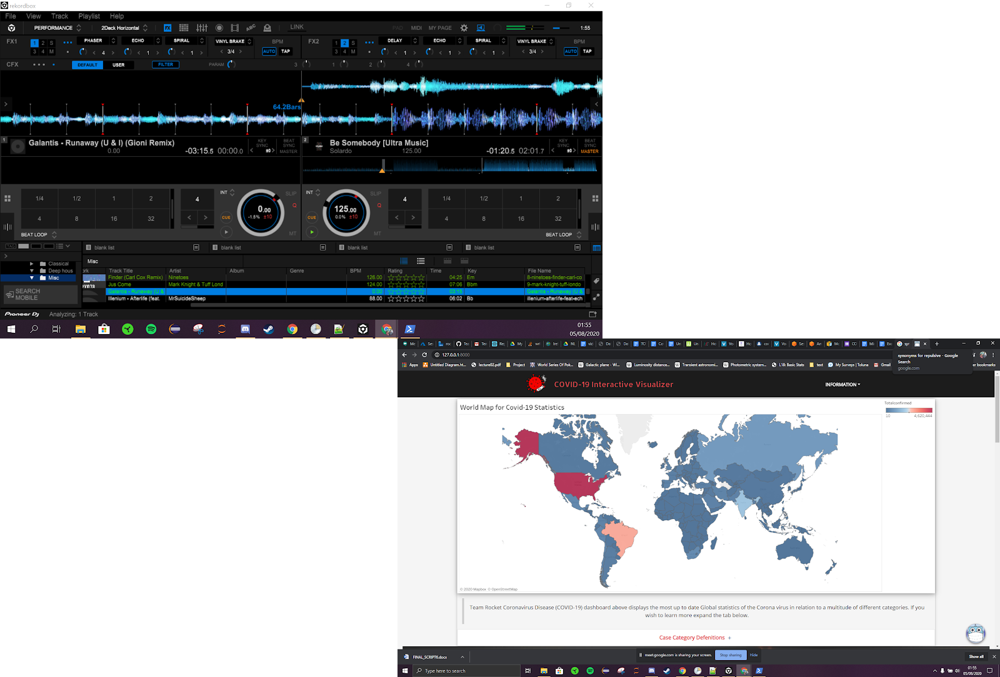 rekordbox
File View Track Playlist Help
PERFORMANCE 2Deck Horizontal FX LINK PAD MIDI MY PAGE 1:55
FX1 1 2 S PHASER ECHO SPIRAL VINYL BRAKE BPM FX2 1 2 S DELAY ECHO SPIRAL VINYL BRAKE BPM
3 4 M 4 1 1 3/4 AUTO TAP 3 4 M 1 1 1 3/4 AUTO TAP
CFX DEFAULT USER FILTER PARAM 3 1 2 4
64.2Bars
1 Galantis - Runaway (U & I) (Gioni Remix) KEY SYNC BEAT SYNC 2 Be Somebody [Ultra Music] KEY SYNC BEAT SYNC
0.00 -03:15.5 00:00.0 ±0 MASTER Solardo 125.00 -01:20.5 02:01.7 ±0 MASTER
1/4 1/2 1 2 4 INT SLIP INT SLIP 4 1/4 1/2 1 2
0.00 Q 125.00 Q
4 8 16 32 CUE -1.5% ±10 CUE 0.0% ±10 4 8 16 32
BEAT LOOP MT MT BEAT LOOP
TAG blank list blank list blank list blank list
Misc
Classical
Deep hous
Misc
Track Title Artist Album Genre BPM Rating Time Key File Name
Finder (Carl Cox Remix) Ninetoes 126.00 04:25 Em 8-ninetoes-finder-carl-co
Jus Come Mark Knight & Tuff Lond 124.00 07:06 Bbm 9-mark-knight-tuff-londo
Galantis - Runaway (U & 0.00 03:15 Galantis - Runaway (U &
Illenium - Afterlife (feat. MrSuicideSheep 88.00 06:02 Bb illenium-afterlife-feat-ech
SEARCH
MOBILE
Pioneer Dj Analyzing: 1 Track
01:55
05/08/2020
127.0.0.1:8000
synonyms for repulsive - Google
Search
google.com
Apps Untitled Diagram.ht... lecture02.pdf Project World Series Of Pok... Galactic plane - Wi... Luminosity distance... Transient astronomi... Photometric system... L18: Basic Stats text My Surveys | Toluna Gmail er bookmarks
COVID-19 Interactive Visualizer INFORMATION
World Map for Covid-19 Statistics
Totalconfirmed
10 4,620,444
© 2020 Mapbox © OpenStreetMap
Team Rocket Coronavirus Disease (COVID-19) dashboard above displays the most up to date Global statistics of the Corona virus in relation to a multitude of different categories. If you
wish to learn more expand the tab below.
Case Category Defenitions +
FINAL_SCRIPT6.docx meet.google.com is sharing your screen. Stop sharing Hide Show all
Type here to search
01:55
05/08/2020